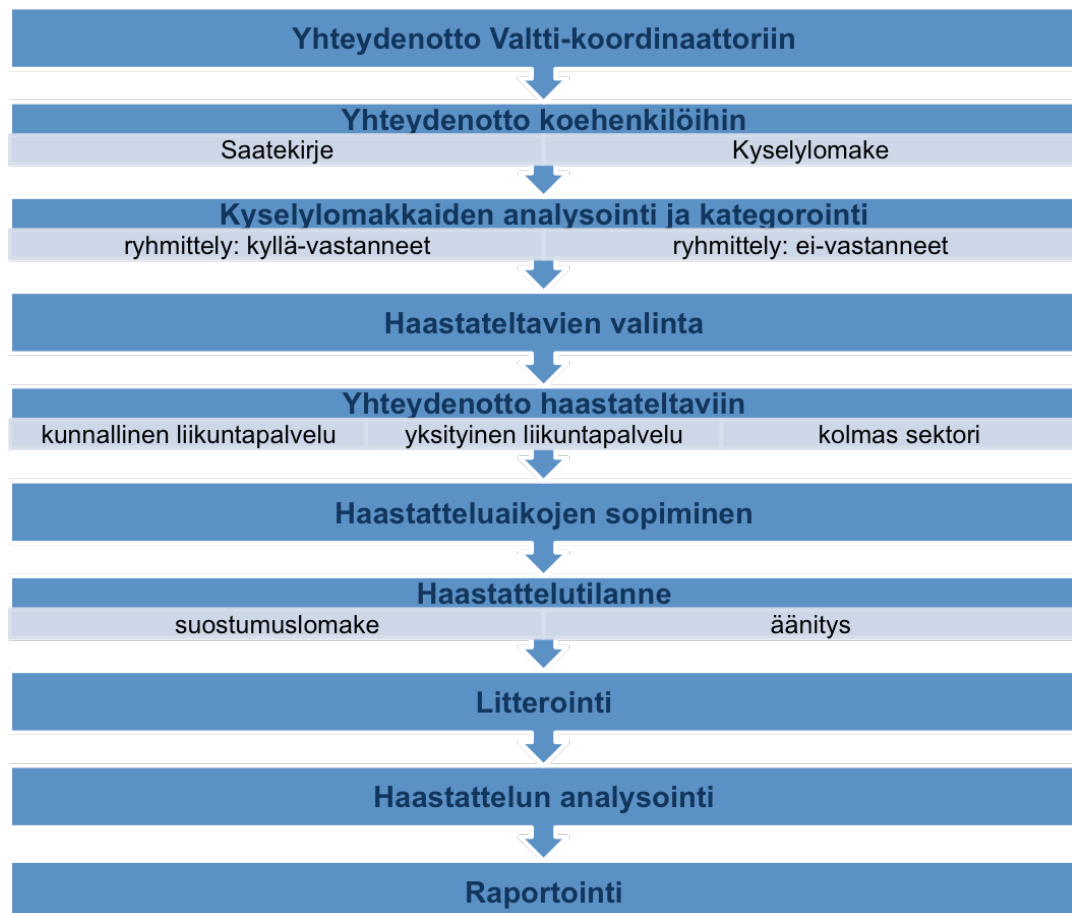 Yhteydenotto Valtti-koordinaattoriin
Yhteydenotto koehenkilöihin
Saatekirje Kyselylomake
Kyselylomakkaiden analysointi ja kategorointi
ryhmittely: kyllä-vastanneet ryhmittely: ei-vastanneet
Haastateltavien valinta
Yhteydenotto haastateltaviin
kunnallinen liikuntapalvelu yksityinen liikuntapalvelu kolmas sektori
Haastatteluaikojen sopiminen
Haastattelutilanne
suostumuslomake äänitys
Litterointi
Haastattelun analysointi
Raportointi